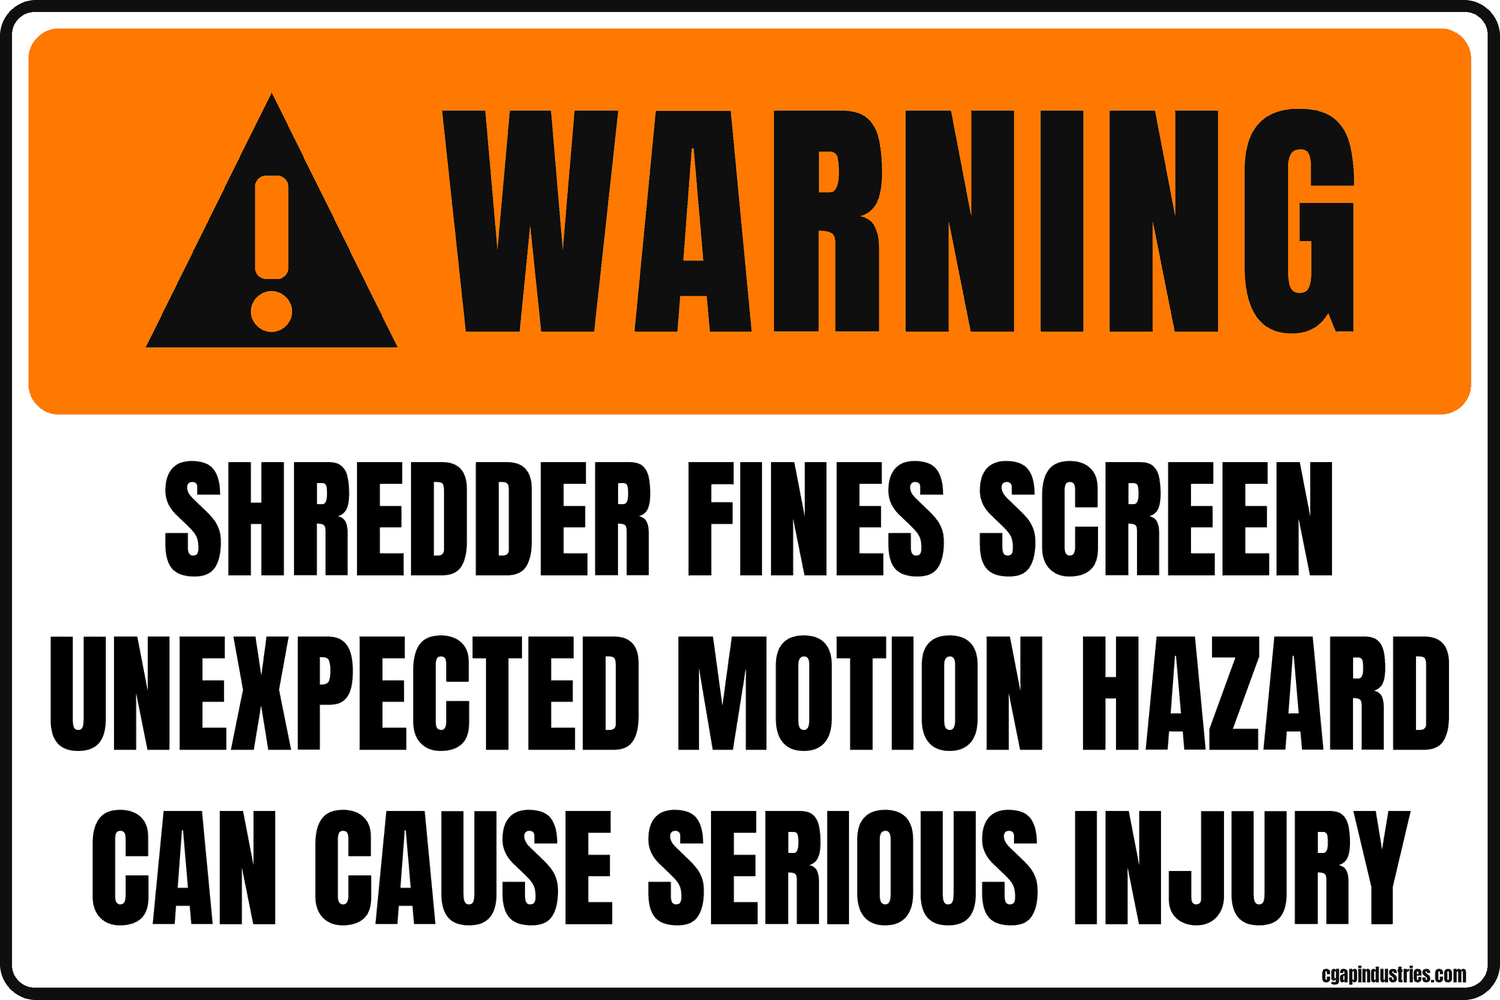 WARNING
SHREDDER FINES SCREEN
UNEXPECTED MOTION HAZARD
CAN CAUSE SERIOUS INJURY
cgapindustries.com